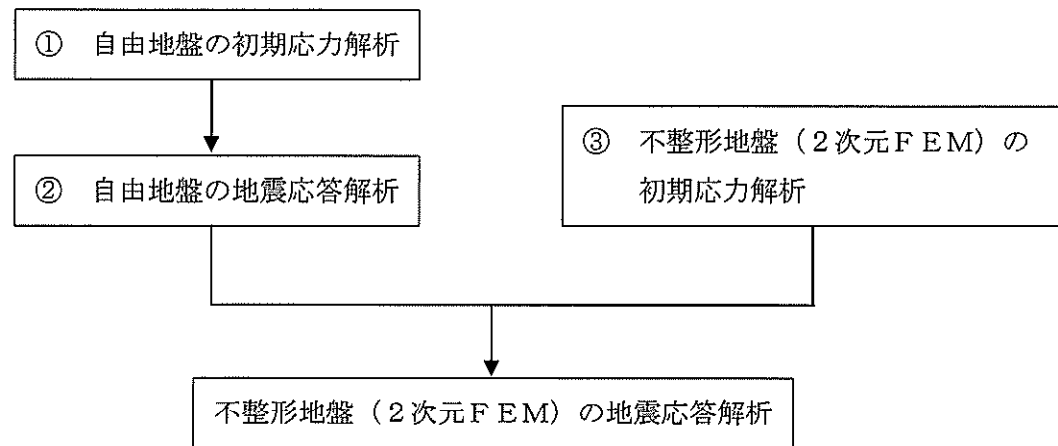 ① 自由地盤の初期応力解析
② 自由地盤の地震応答解析
③ 不整形地盤（２次元ＦＥＭ）の
初期応力解析
不整形地盤（２次元ＦＥＭ）の地震応答解析